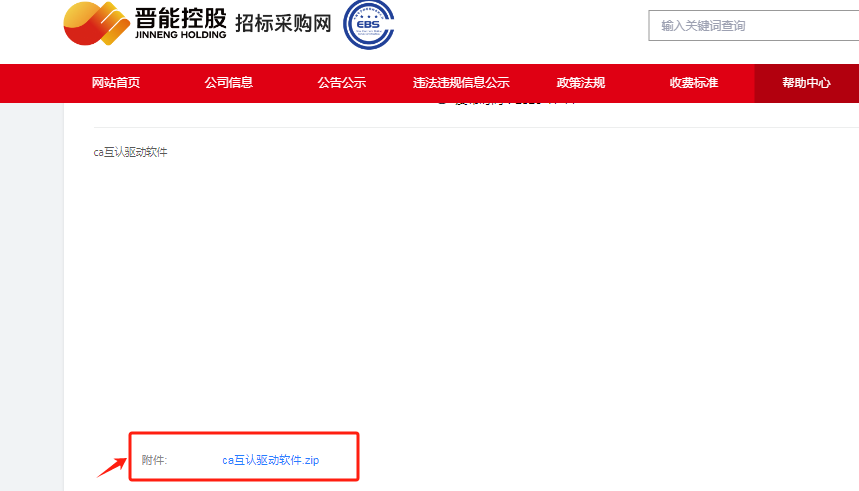 晋能控股
JINNENG HOLDING
招标采购网
EBS
输入关键词查询
网站首页 公司信息 公告公示 违法违规信息公示 政策法规 收费标准 帮助中心
ca互认驱动软件
附件: ca互认驱动软件.zip